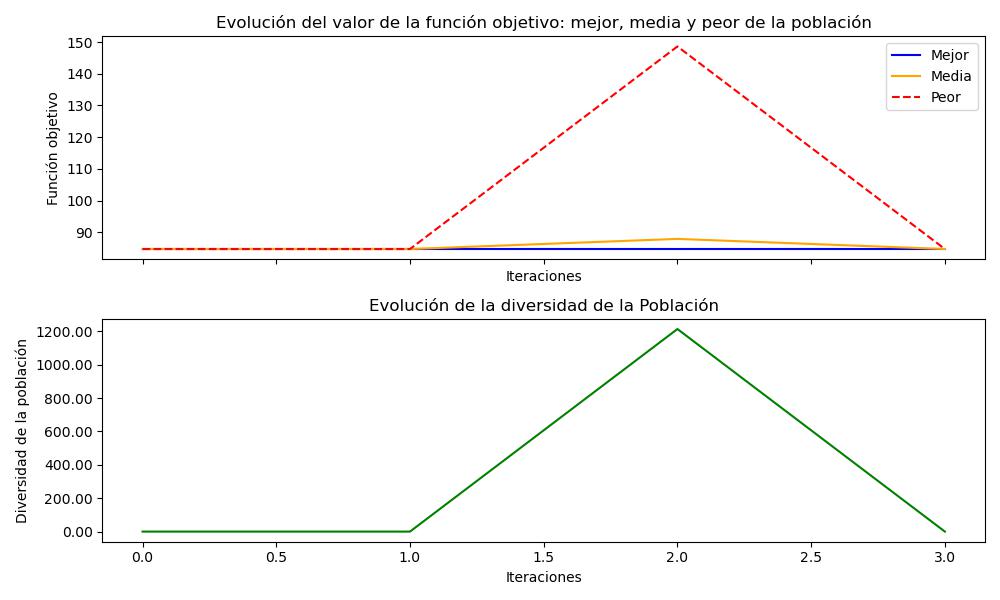 Evolución del valor de la función objetivo: mejor, media y peor de la población
150
140
130
120
110
100
90
Función objetivo
Mejor
Media
Peor
Iteraciones
Evolución de la diversidad de la Población
1200.00
1000.00
800.00
600.00
400.00
200.00
0.00
Diversidad de la población
0.0 0.5 1.0 1.5 2.0 2.5 3.0
Iteraciones